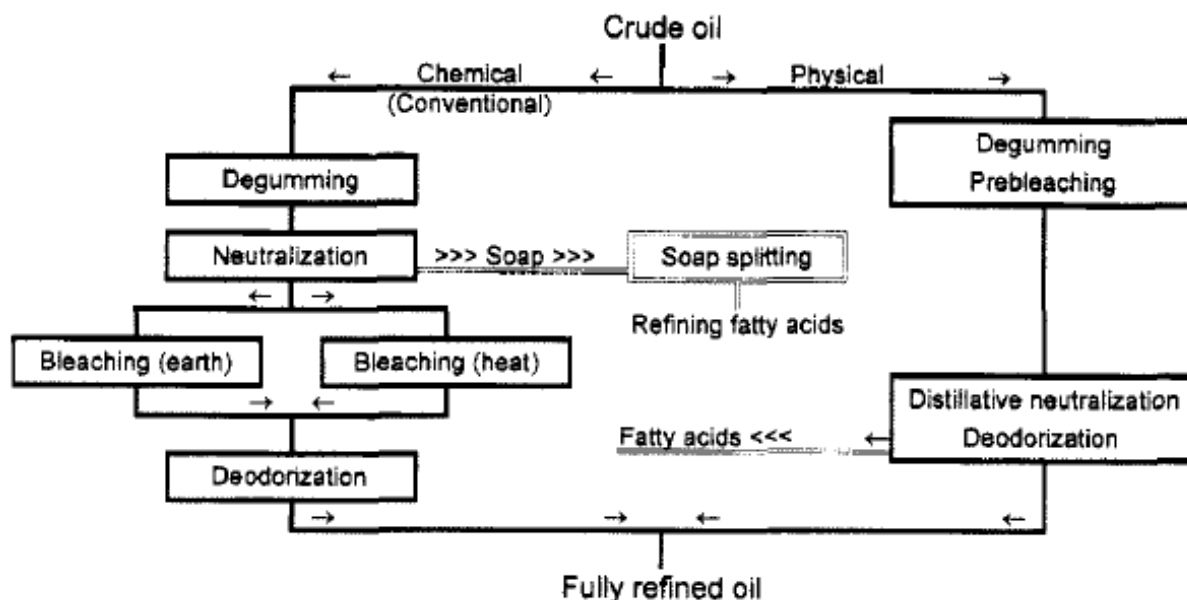 Crude oil
← Chemical ← → Physical →
(Conventional)
Degumming
Degumming
Prebleaching
Neutralization
>>> Soap >>>
Soap splitting
← →
Refining fatty acids
Bleaching (earth)
Bleaching (heat)
→ ←
Distillative neutralization
Deodorization
Fatty acids <<<
←
Deodorization
→ → ← ←
Fully refined oil